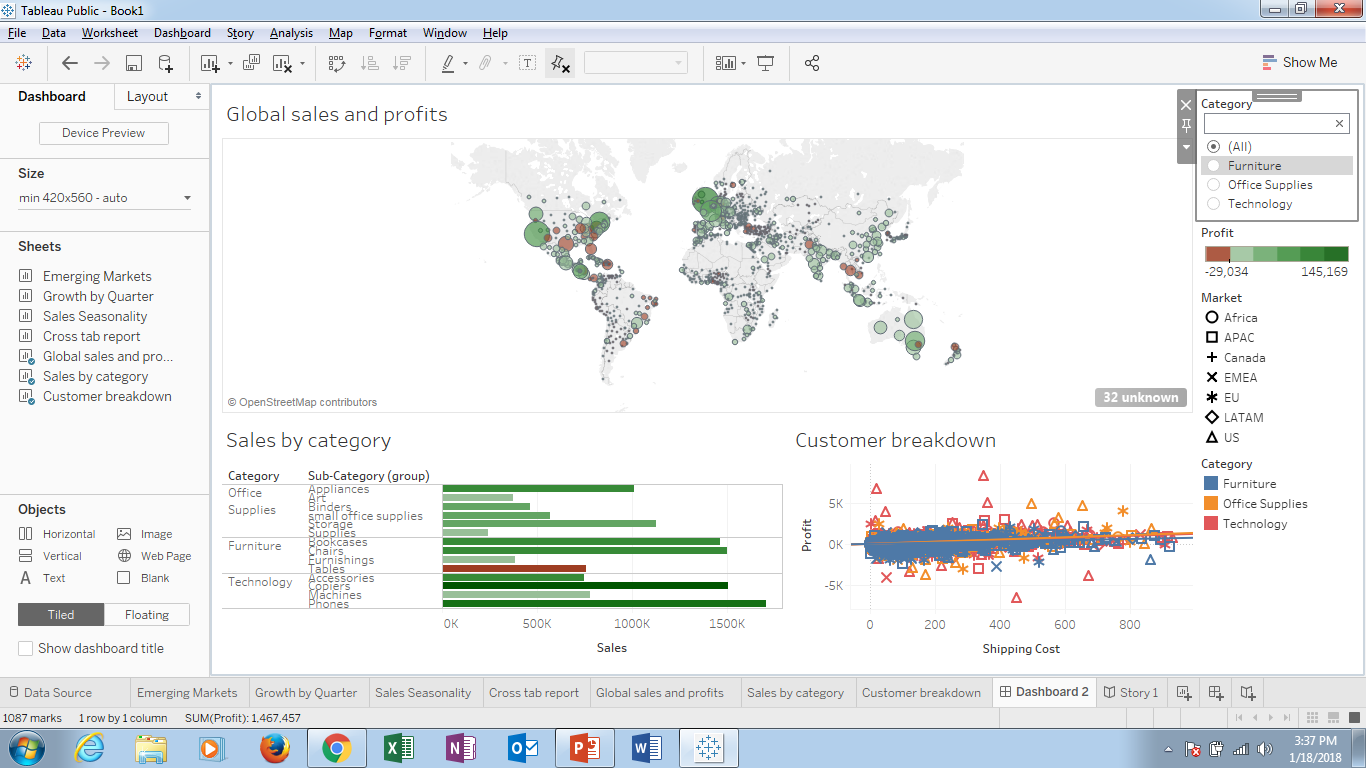 Tableau Public - Book1
File Data Worksheet Dashboard Story Analysis Map Format Window Help
Show Me
Dashboard Layout
Device Preview
Size
min 420x560 - auto
Sheets
Emerging Markets
Growth by Quarter
Sales Seasonality
Cross tab report
Global sales and pro...
Sales by category
Customer breakdown
Objects
Horizontal Image
Vertical Web Page
A Text Blank
Tiled Floating
Show dashboard title
Global sales and profits
© OpenStreetMap contributors
32 unknown
Category
(All)
Furniture
Office Supplies
Technology
Profit
-29,034 145,169
Market
Africa
APAC
Canada
EMEA
EU
LATAM
US
Category
Furniture
Office Supplies
Technology
Sales by category
Category Sub-Category (group)
Office Supplies
Appliances
Art
Binders
small office supplies
Storage
Supplies
Furniture
Bookcases
Chairs
Furnishings
Tables
Technology
Accessories
Copiers
Machines
Phones
0K 500K 1000K 1500K
Sales
Customer breakdown
Profit
5K
0K
-5K
0 200 400 600 800
Shipping Cost
Data Source Emerging Markets Growth by Quarter Sales Seasonality Cross tab report Global sales and profits Sales by category Customer breakdown Dashboard 2 Story 1
1087 marks 1 row by 1 column SUM(Profit): 1,467,457
3:37 PM
1/18/2018